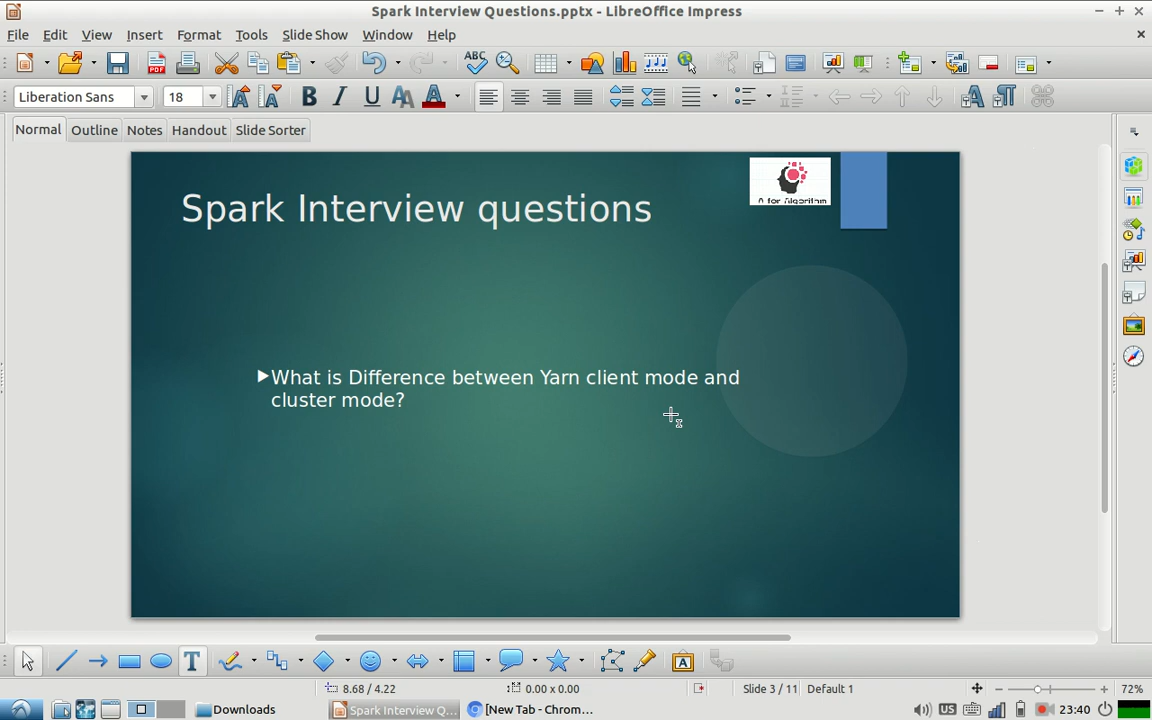 Spark Interview Questions.pptx - LibreOffice Impress
File Edit View Insert Format Tools Slide Show Window Help
Liberation Sans 18
Normal Outline Notes Handout Slide Sorter
Spark Interview questions
A for Algorithm
What is Difference between Yarn client mode and
cluster mode?
8.68 / 4.22 0.00 x 0.00 Slide 3 / 11 Default 1 72%
Downloads Spark Interview Q... [New Tab - Chrom... US 23:40